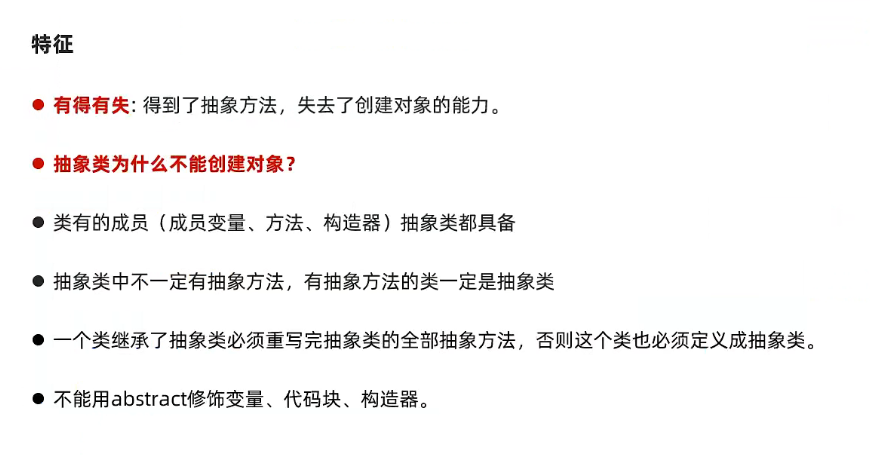 特征
● 有得有失: 得到了抽象方法，失去了创建对象的能力。
● 抽象类为什么不能创建对象？
● 类有的成员（成员变量、方法、构造器）抽象类都具备
● 抽象类中不一定有抽象方法，有抽象方法的类一定是抽象类
● 一个类继承了抽象类必须重写完抽象类的全部抽象方法，否则这个类也必须定义成抽象类。
● 不能用abstract修饰变量、代码块、构造器。